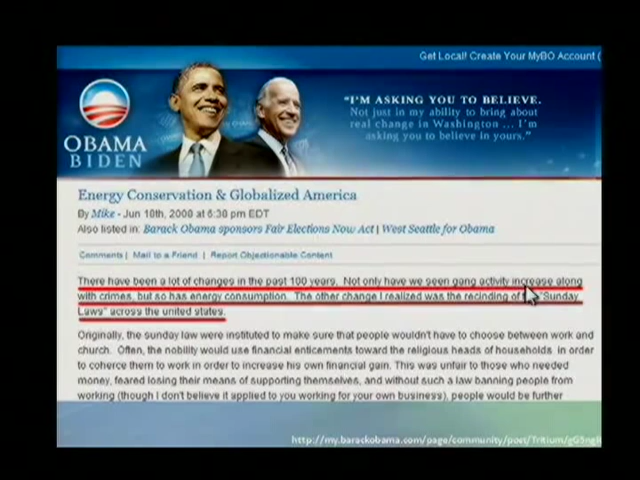 Get Local! Create Your MyBO Account (
"I'M ASKING YOU TO BELIEVE.
Not just in my ability to bring about
real change in Washington ... I'm
asking you to believe in yours."
OBAMA
BIDEN
Energy Conservation & Globalized America
By Mike - Jun 18th, 2008 at 6:30 pm EDT
Also listed in: Barack Obama sponsors Fair Elections Now Act | West Seattle for Obama
Comments | Mail to a Friend | Report Objectionable Content
There have been a lot of changes in the past 100 years. Not only have we seen gang activity increase along
with crimes, but so has energy consumption. The other change I realized was the recinding of "Sunday
Laws" across the united states.
Originally, the sunday law were instituted to make sure that people wouldn't have to choose between work and
church. Often, the nobility would use financial enticements toward the religious heads of households in order
to coherce them to work in order to increase his own financial gain. This was unfair to those who needed
money, feared losing their means of supporting themselves, and without such a law banning people from
working (though I don't believe it applied to you working for your own business), people would be further
http://my.barackobama.com/page/community/post/Tritium/